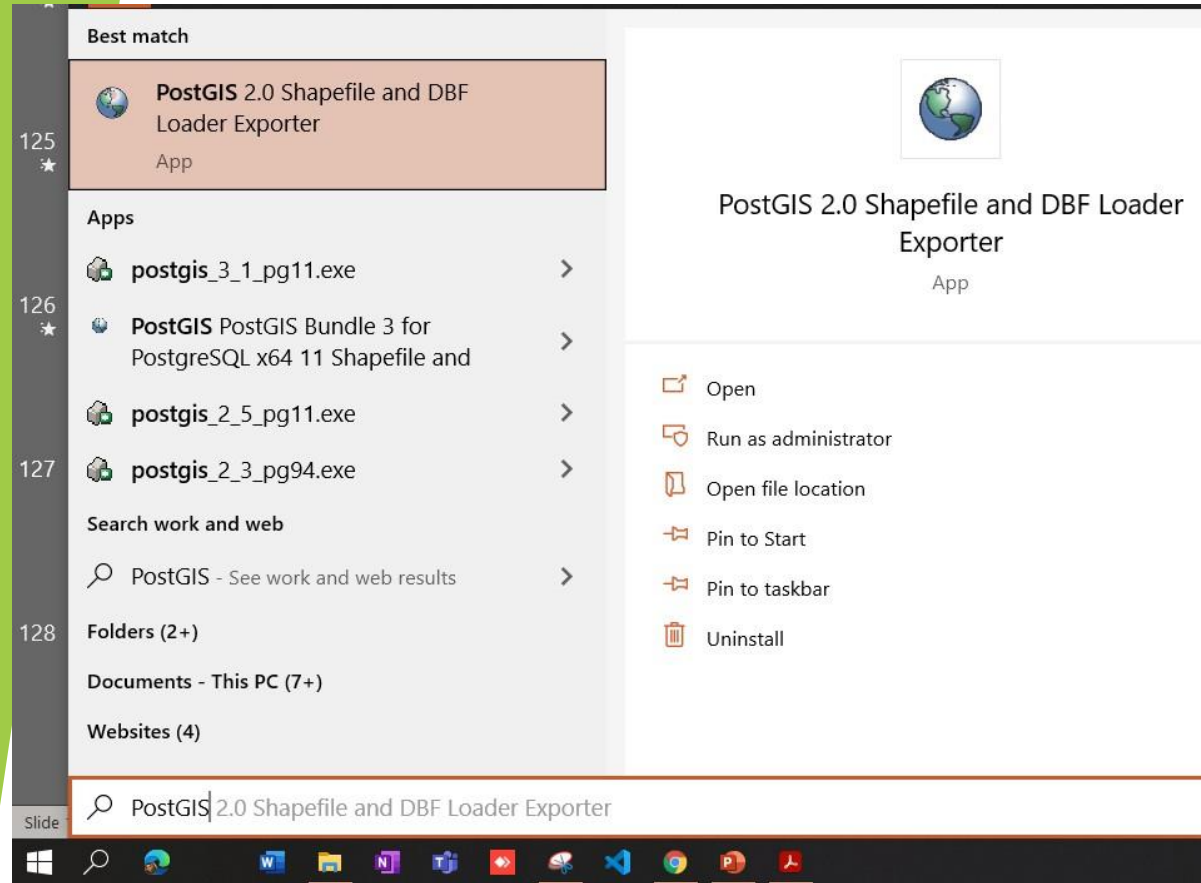 125
126
127
128
Slide
Best match
PostGIS 2.0 Shapefile and DBF
Loader Exporter
App
Apps
postgis_3_1_pg11.exe
PostGIS PostGIS Bundle 3 for
PostgreSQL x64 11 Shapefile and
postgis_2_5_pg11.exe
postgis_2_3_pg94.exe
Search work and web
PostGIS - See work and web results
Folders (2+)
Documents - This PC (7+)
Websites (4)
PostGIS 2.0 Shapefile and DBF Loader Exporter
PostGIS 2.0 Shapefile and DBF Loader
Exporter
App
Open
Run as administrator
Open file location
Pin to Start
Pin to taskbar
Uninstall